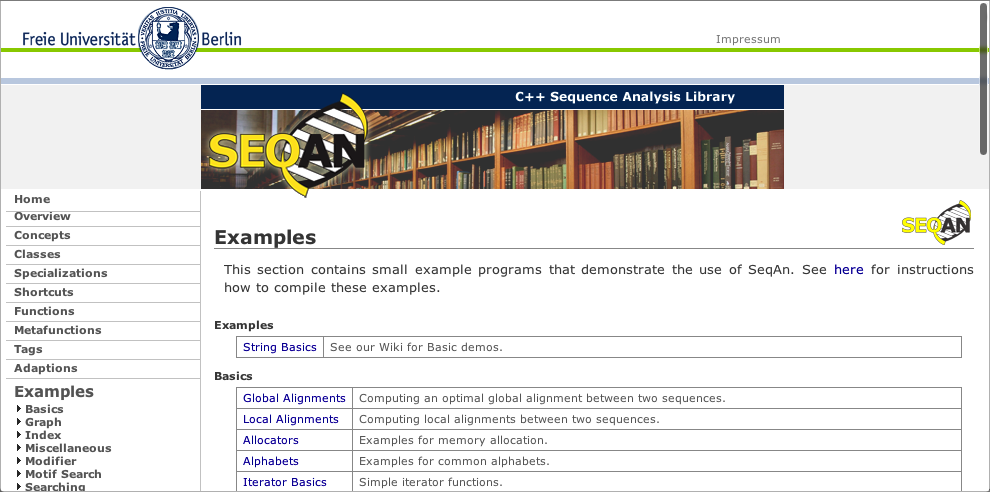 Freie Universität Berlin
Impressum
C++ Sequence Analysis Library
SEQAN
Home
Overview
Concepts
Classes
Specializations
Shortcuts
Functions
Metafunctions
Tags
Adaptions
Examples
Basics
Graph
Index
Miscellaneous
Modifier
Motif Search
Searching
SEQAN
Examples
This section contains small example programs that demonstrate the use of SeqAn. See here for instructions
how to compile these examples.
Examples
String Basics See our Wiki for Basic demos.
Basics
Global Alignments Computing an optimal global alignment between two sequences.
Local Alignments Computing local alignments between two sequences.
Allocators Examples for memory allocation.
Alphabets Examples for common alphabets.
Iterator Basics Simple iterator functions.